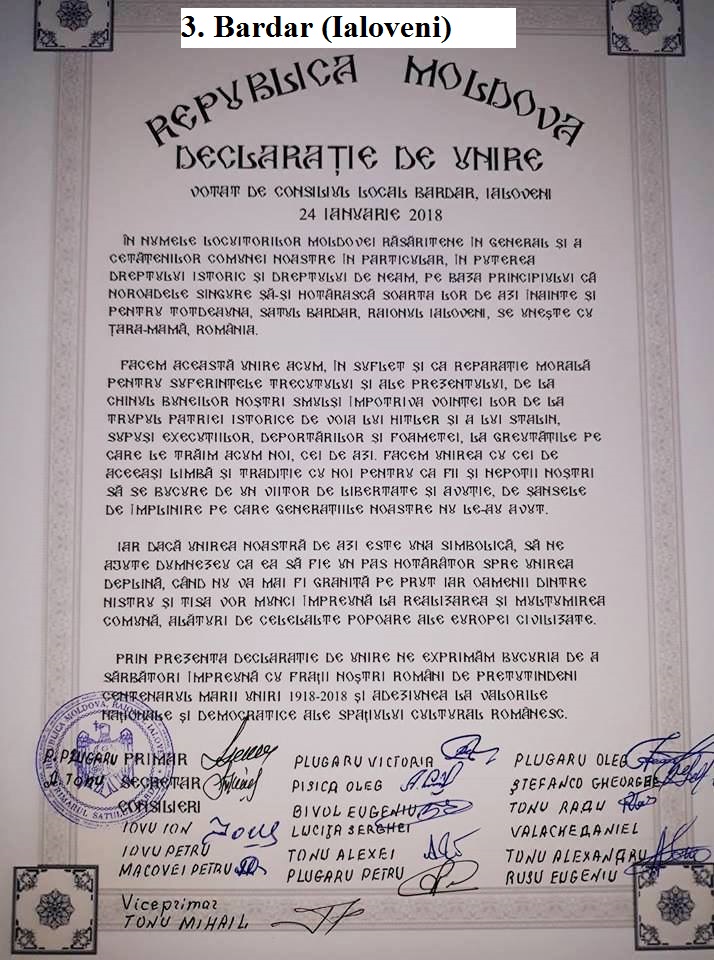 3. Bardar (Ialoveni)
REPUBLICA MOLDOVA
DECLARAȚIE DE UNIRE
VOTAT DE CONSILIUL LOCAL BARDAR, IALOVENI
24 IANUARIE 2018
ÎN NUMELE LOCUITORILOR MOLDOVEI RĂSĂRITENE ÎN GENERAL ȘI A
CETĂȚENILOR COMUNEI NOASTRE ÎN PARTICULAR, ÎN PUTEREA
DREPTULUI ISTORIC ȘI DREPTULUI DE NEAM, PE BAZA PRINCIPIULUI CĂ
NOROADELE SINGURE SĂ-ȘI HOTĂRASCĂ SOARTA LOR DE AZI ÎNAINTE ȘI
PENTRU TOTDEAUNA, SATUL BARDAR, RAIONUL IALOVENI, SE UNEȘTE CU
ȚARA-MAMĂ, ROMÂNIA.
FACEM ACEASTĂ UNIRE ACUM, ÎN SUFLET ȘI CA REPARAȚIE MORALĂ
PENTRU SUFERINȚELE TRECUTULUI ȘI ALE PREZENTULUI, DE LA
CHINUL BUNEILOR NOȘTRI SMULȘI ÎMPOTRIVA VOINȚEI LOR DE LA
TRUPUL PATRIEI ISTORICE DE VOIA LUI HITLER ȘI A LUI STALIN,
SUPUȘI EXECUȚIILOR, DEPORTĂRILOR ȘI FOAMETEI, LA GREUTĂȚILE PE
CARE LE TRĂIM ACUM NOI, CEI DE AZI. FACEM UNIREA CU CEI DE
ACEEAȘI LIMBĂ ȘI TRADIȚIE CU NOI PENTRU CA FII ȘI NEPOȚII NOȘTRI
SĂ SE BUCURE DE UN VIITOR DE LIBERTATE ȘI AVUȚIE, DE ȘANSELE
DE ÎMPLINIRE PE CARE GENERAȚIILE NOASTRE NU LE-AU AVUT.
IAR DACĂ UNIREA NOASTRĂ DE AZI ESTE UNA SIMBOLICĂ, SĂ NE
AJUTE DUMNEZEU CA EA SĂ FIE UN PAS HOTĂRÂTOR SPRE UNIREA
DEPLINĂ, CÂND NU VA MAI FI GRANIȚĂ PE PRUT IAR OAMENII DINTRE
NISTRU ȘI TISA VOR MUNCI ÎMPREUNĂ LA REALIZAREA ȘI MULȚUMIREA
COMUNĂ, ALĂTURI DE CELELALTE POPOARE ALE EUROPEI CIVILIZATE.
PRIN PREZENTA DECLARAȚIE DE UNIRE NE EXPRIMĂM BUCURIA DE A
SĂRBĂTORI ÎMPREUNĂ CU FRAȚII NOȘTRI ROMÂNI DE PRETUTINDENI
CENTENARUL MARII UNIRI 1918-2018 ȘI ADEZIUNEA LA VALORILE
NAȚIONALE ȘI DEMOCRATICE ALE SPAȚIULUI CULTURAL ROMÂNESC.
P. PLUGARU PRIMAR
ȚONU SECRETAR
CONSILIERI
IOVU ION
IOVU PETRU
MACOVEI PETRU
Viceprimar
ȚONU MIHAIL
PLUGARU VICTORIA
PISICA OLEG
BIVOL EUGENIU
LUCIȚA SERGHEI
ȚONU ALEXEI
PLUGARU PETRU
PLUGARU OLEG
ȘTEFANCO GHEORGHE
ȚONU RADU
VALACHE DANIEL
ȚONU ALEXANDRU
RUSU EUGENIU
REPUBLICA MOLDOVA, RAIONUL IALOVENI
PRIMARUL SATULUI